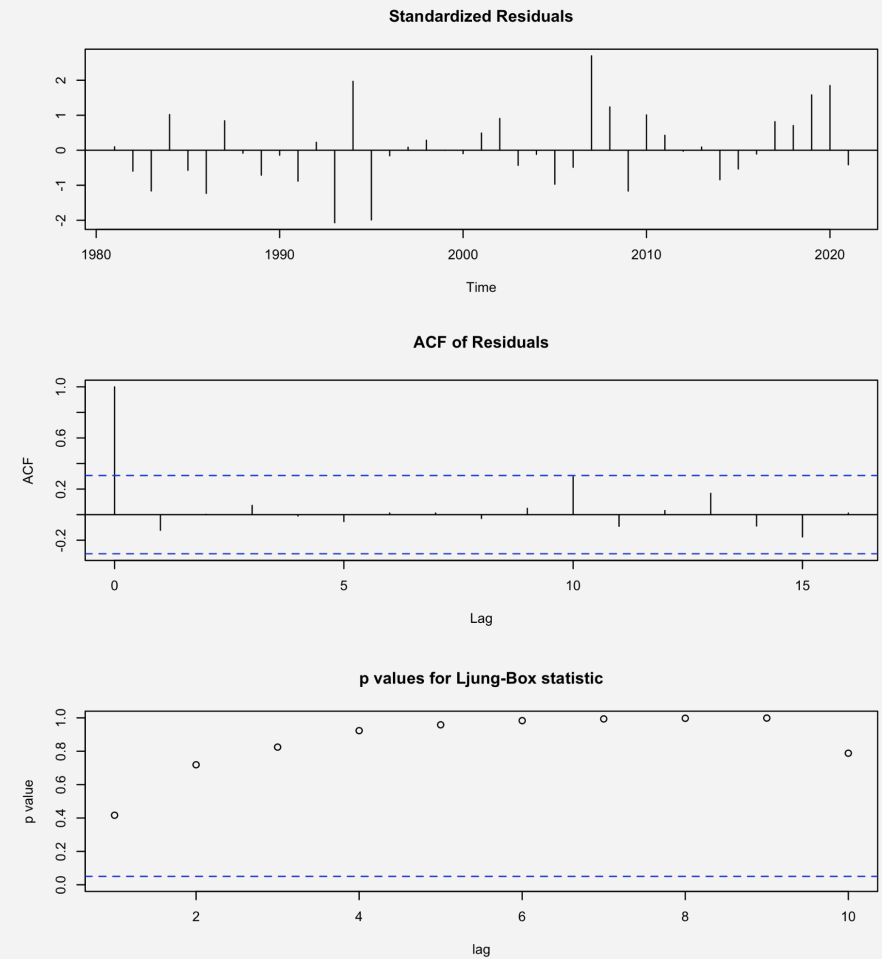 Standardized Residuals
2
1
0
-1
-2
1980 1990 2000 2010 2020
Time
ACF of Residuals
ACF
1.0
0.6
0.2
-0.2
0 5 10 15
Lag
p values for Ljung-Box statistic
p value
1.0
0.8
0.6
0.4
0.2
0.0
2 4 6 8 10
lag